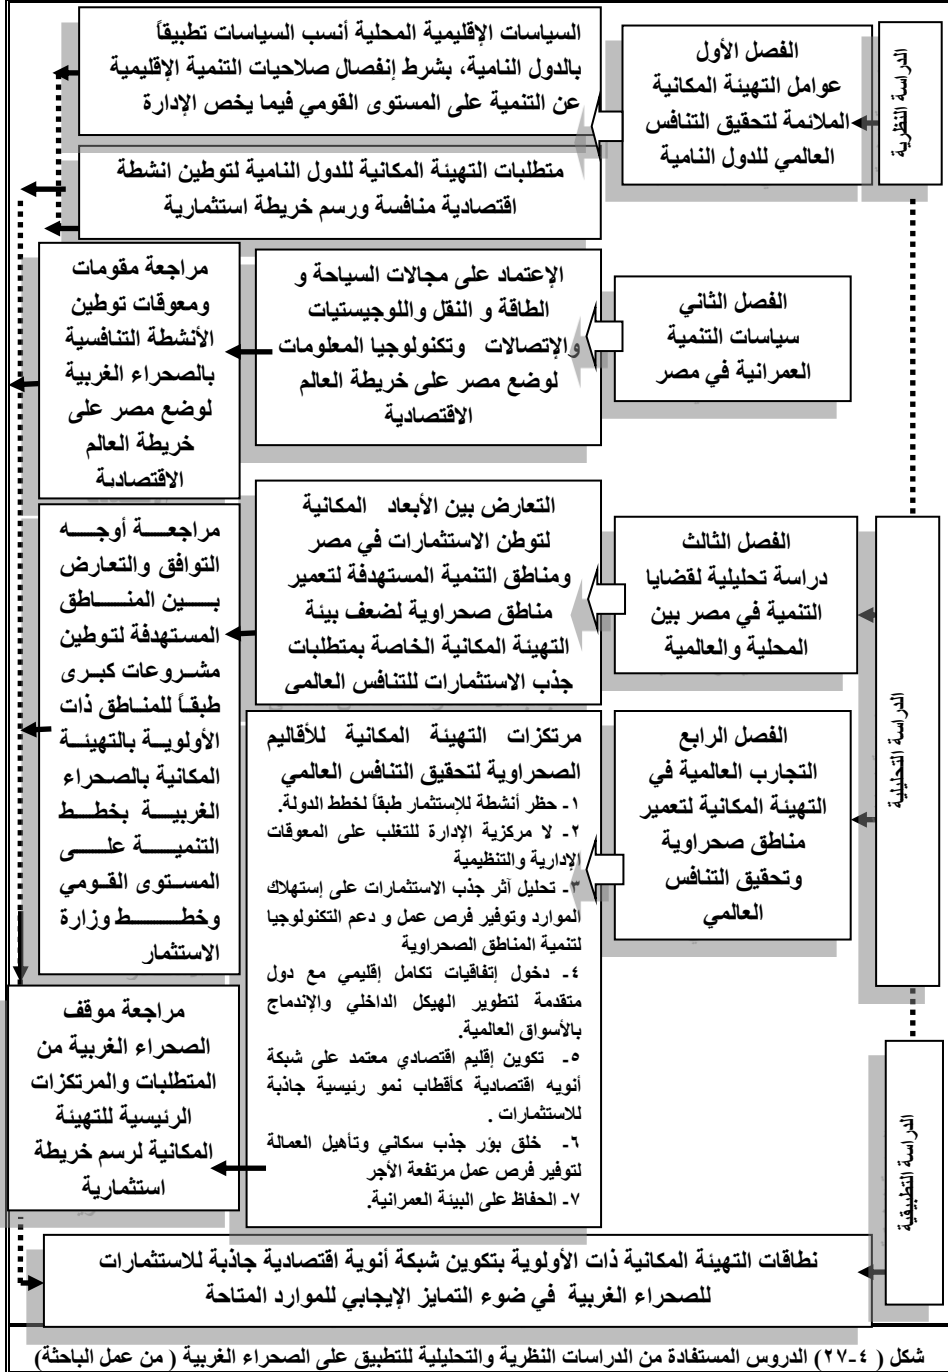 الدراسة النظرية
الفصل الأول
عوامل التهيئة المكانية
الملائمة لتحقيق التنافس
العالمي للدول النامية
السياسات الإقليمية المحلية أنسب السياسات تطبيقاً
بالدول النامية، بشرط إنفصال صلاحيات التنمية الإقليمية
عن التنمية على المستوى القومي فيما يخص الإدارة
متطلبات التهيئة المكانية للدول النامية لتوطين انشطة
اقتصادية منافسة ورسم خريطة استثمارية
الفصل الثاني
سياسات التنمية
العمرانية في مصر
الإعتماد على مجالات السياحة و
الطاقة و النقل واللوجيستيات
والإتصالات وتكنولوجيا المعلومات
لوضع مصر على خريطة العالم
الاقتصادية
مراجعة مقومات
ومعوقات توطين
الأنشطة التنافسية
بالصحراء الغربية
لوضع مصر على
خريطة العالم
الاقتصادية
الدراسة التحليلية
الفصل الثالث
دراسة تحليلية لقضايا
التنمية في مصر بين
المحلية والعالمية
التعارض بين الأبعاد المكانية
لتوطن الاستثمارات في مصر
ومناطق التنمية المستهدفة لتعمير
مناطق صحراوية لضعف بيئة
التهيئة المكانية الخاصة بمتطلبات
جذب الاستثمارات للتنافس العالمى
مراجعة أوجه
التوافق والتعارض
بين المناطق
المستهدفة لتوطين
مشروعات كبرى
طبقاً للمناطق ذات
الأولوية بالتهيئة
المكانية بالصحراء
الغربية بخطط
التنمية على
المستوى القومي
وخطط وزارة
الاستثمار
الفصل الرابع
التجارب العالمية في
التهيئة المكانية لتعمير
مناطق صحراوية
وتحقيق التنافس
العالمي
مرتكزات التهيئة المكانية للأقاليم
الصحراوية لتحقيق التنافس العالمي
١- حظر أنشطة للإستثمار طبقاً لخطط الدولة.
٢- لا مركزية الإدارة للتغلب على المعوقات
الإدارية والتنظيمية
٣- تحليل آثر جذب الاستثمارات على إستهلاك
الموارد وتوفير فرص عمل و دعم التكنولوجيا
لتنمية المناطق الصحراوية
٤- دخول إتفاقيات تكامل إقليمي مع دول
متقدمة لتطوير الهيكل الداخلي والإندماج
بالأسواق العالمية.
٥- تكوين إقليم اقتصادي معتمد على شبكة
أنويه اقتصادية كأقطاب نمو رئيسية جاذبة
للاستثمارات .
٦- خلق بؤر جذب سكاني وتأهيل العمالة
لتوفير فرص عمل مرتفعة الأجر
٧- الحفاظ على البيئة العمرانية.
مراجعة موقف
الصحراء الغربية من
المتطلبات والمرتكزات
الرئيسية للتهيئة
المكانية لرسم خريطة
استثمارية
الدراسة التطبيقية
نطاقات التهيئة المكانية ذات الأولوية بتكوين شبكة أنوية اقتصادية جاذبة للاستثمارات
للصحراء الغربية في ضوء التمايز الإيجابي للموارد المتاحة
شكل ( ٤-٢٧) الدروس المستفادة من الدراسات النظرية والتحليلية للتطبيق على الصحراء الغربية ( من عمل الباحثة)